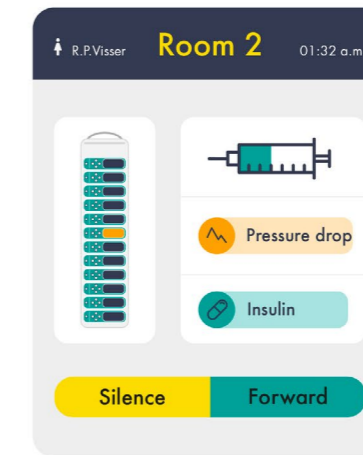 R.P.Visser Room 2 01:32 a.m
Pressure drop
Insulin
Silence Forward